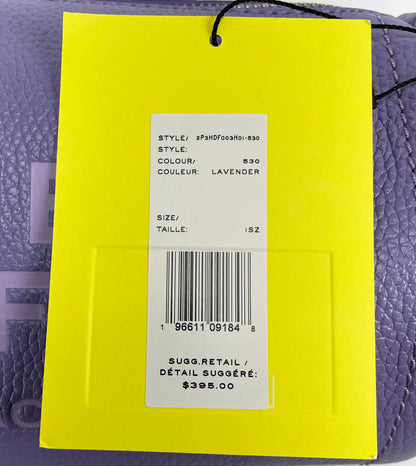 STYLE/ 2P3HDF003H01-530
STYLE:
COLOUR/ 530
COULEUR: LAVENDER
SIZE/
TAILLE: 1SZ
1 96611 09184 8
SUGG.RETAIL /
DÉTAIL SUGGÉRÉ:
$395.00